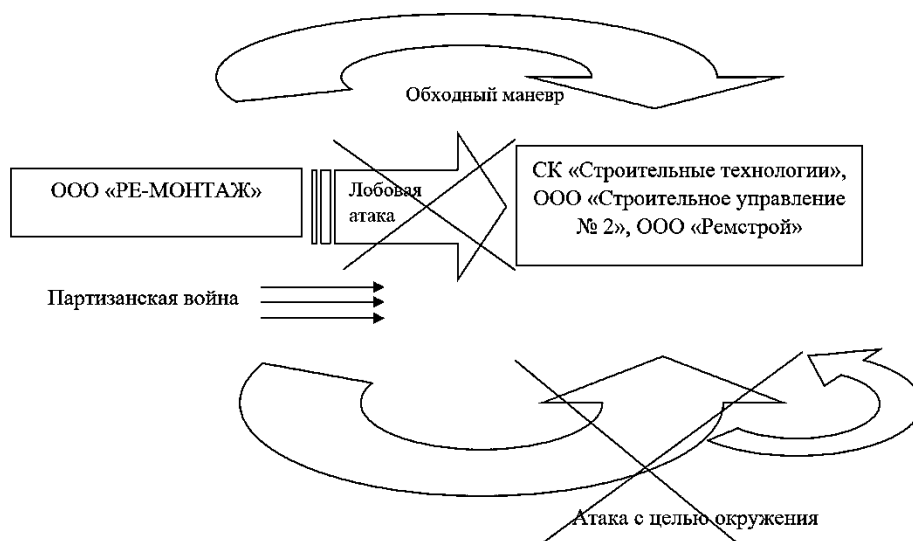 Обходный маневр
ООО «РЕ-МОНТАЖ»
Лобовая
атака
СК «Строительные технологии»,
ООО «Строительное управление
№ 2», ООО «Ремстрой»
Партизанская война
Атака с целью окружения